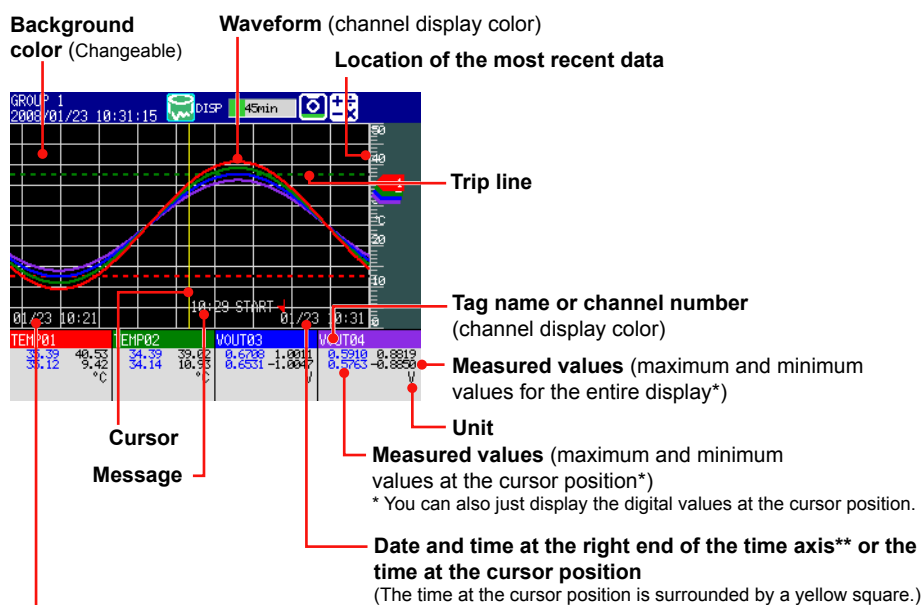 Background
color (Changeable)
Waveform (channel display color)
Location of the most recent data
GROUP 1
2008/01/23 10:31:15
DISP
45min
50
40
Trip line
°C
20
10
10:29 START
01/23 10:21
01/23 10:31
0
Tag name or channel number
(channel display color)
TEMP01 TEMP02 VOUT03 VOUT04
35.39 40.53 34.39 39.02 0.6708 1.0011 0.5910 0.8819
35.12 9.42 34.14 10.93 0.6531 -1.0047 0.5763 -0.8850
°C °C V V
Measured values (maximum and minimum
values for the entire display*)
Unit
Cursor
Message
Measured values (maximum and minimum
values at the cursor position*)
* You can also just display the digital values at the cursor position.
Date and time at the right end of the time axis** or the
time at the cursor position
(The time at the cursor position is surrounded by a yellow square.)